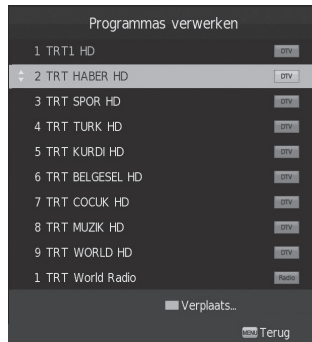 Programmas verwerken
1 TRT1 HD DTV
2 TRT HABER HD DTV
3 TRT SPOR HD DTV
4 TRT TURK HD DTV
5 TRT KURDI HD DTV
6 TRT BELGESEL HD DTV
7 TRT COCUK HD DTV
8 TRT MUZIK HD DTV
9 TRT WORLD HD DTV
1 TRT World Radio Radio
Verplaats...
MENU Terug